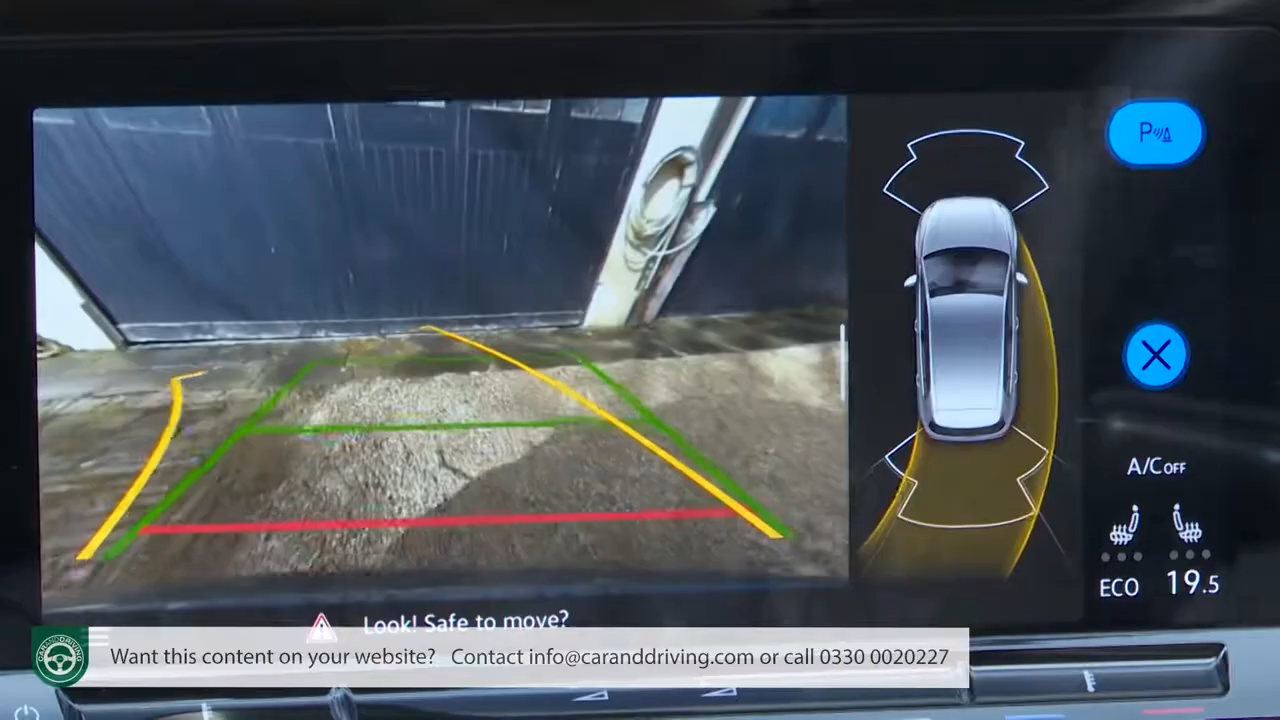 P
A/C OFF
ECO 19.5
Look! Safe to move?
CARANDDRIVING
Want this content on your website? Contact info@caranddriving.com or call 0330 0020227